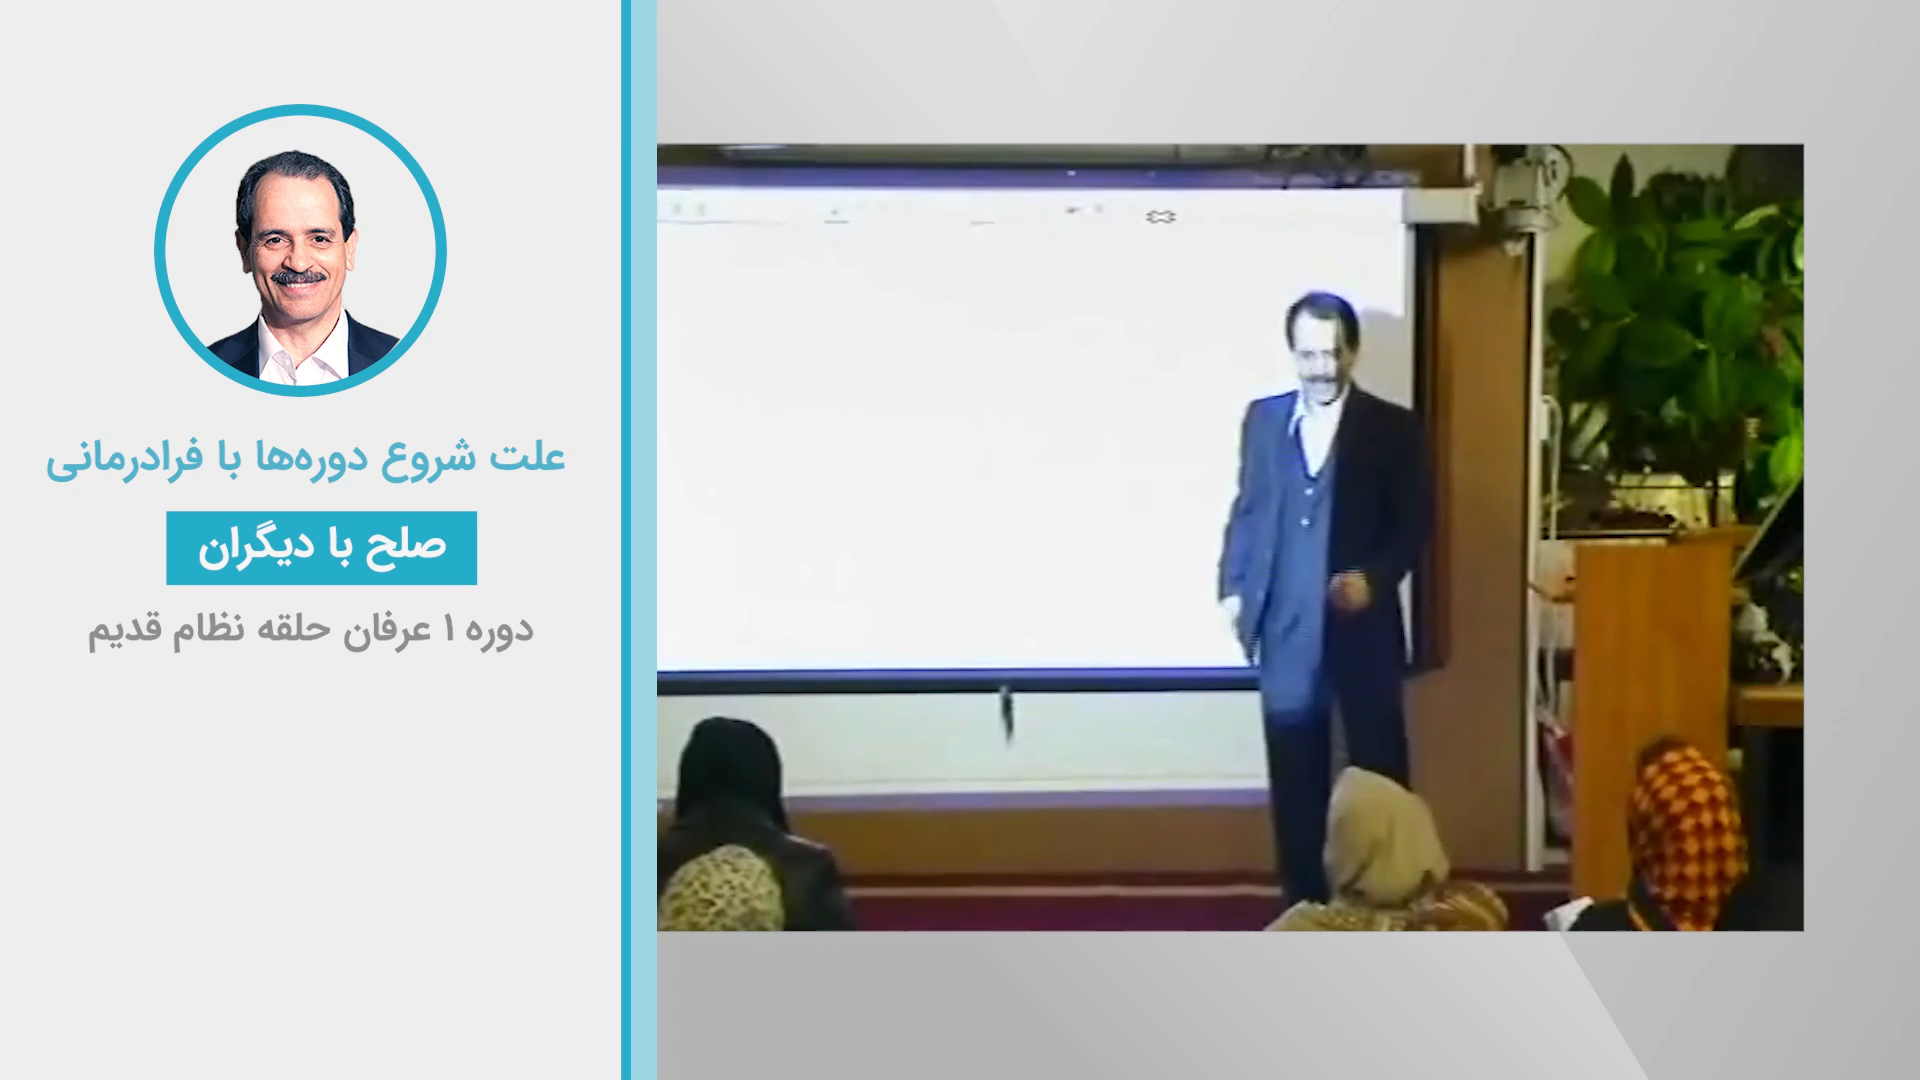 علت شروع دوره‌ها با فرادرمانی
صلح با دیگران
دوره ۱ عرفان حلقه نظام قدیم